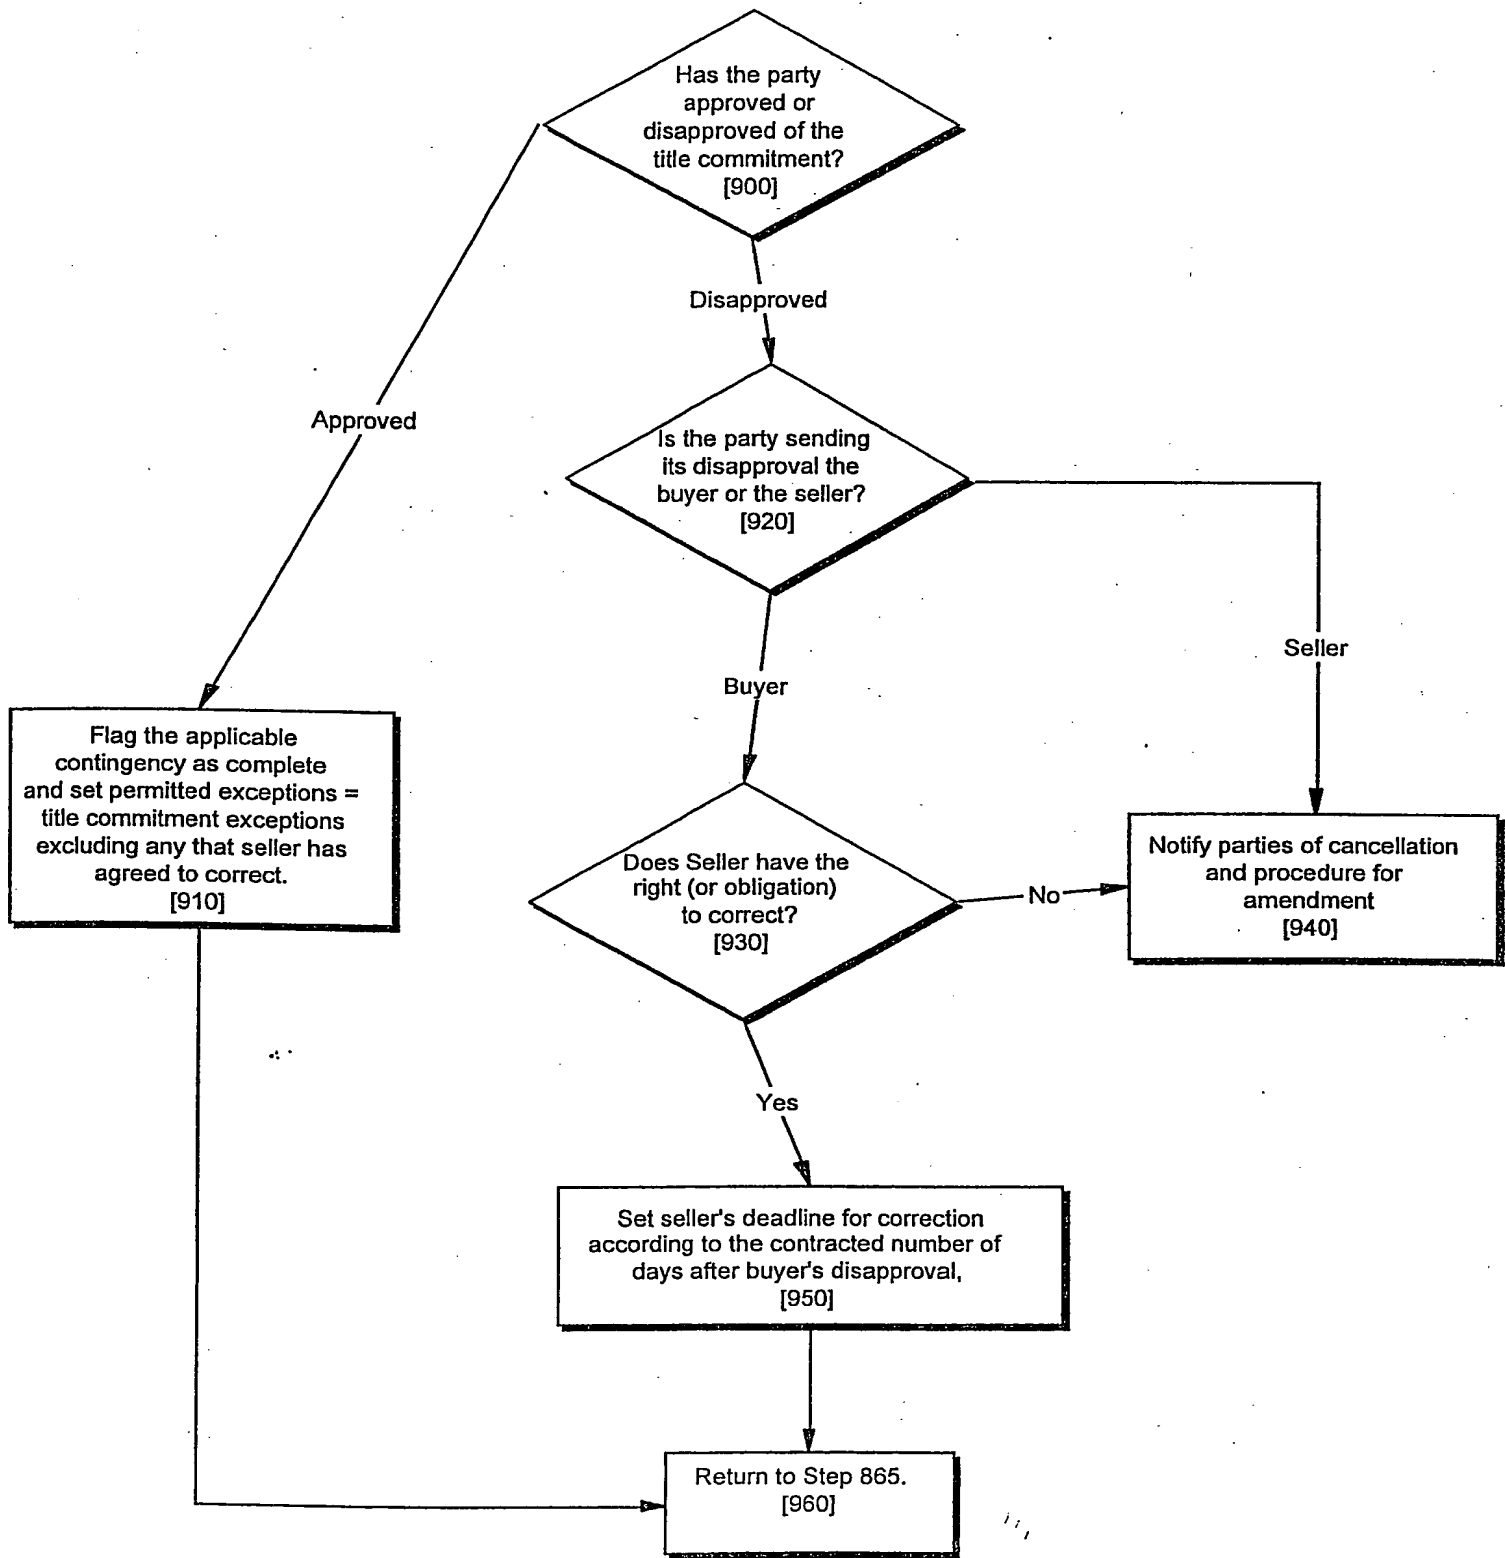 Has the party
approved or
disapproved of the
title commitment?
[900]
Disapproved
Approved
Is the party sending
its disapproval the
buyer or the seller?
[920]
Seller
Buyer
Flag the applicable
contingency as complete
and set permitted exceptions =
title commitment exceptions
excluding any that seller has
agreed to correct.
[910]
Does Seller have the
right (or obligation)
to correct?
[930]
No
Notify parties of cancellation
and procedure for
amendment
[940]
Yes
Set seller's deadline for correction
according to the contracted number of
days after buyer's disapproval,
[950]
Return to Step 865.
[960]